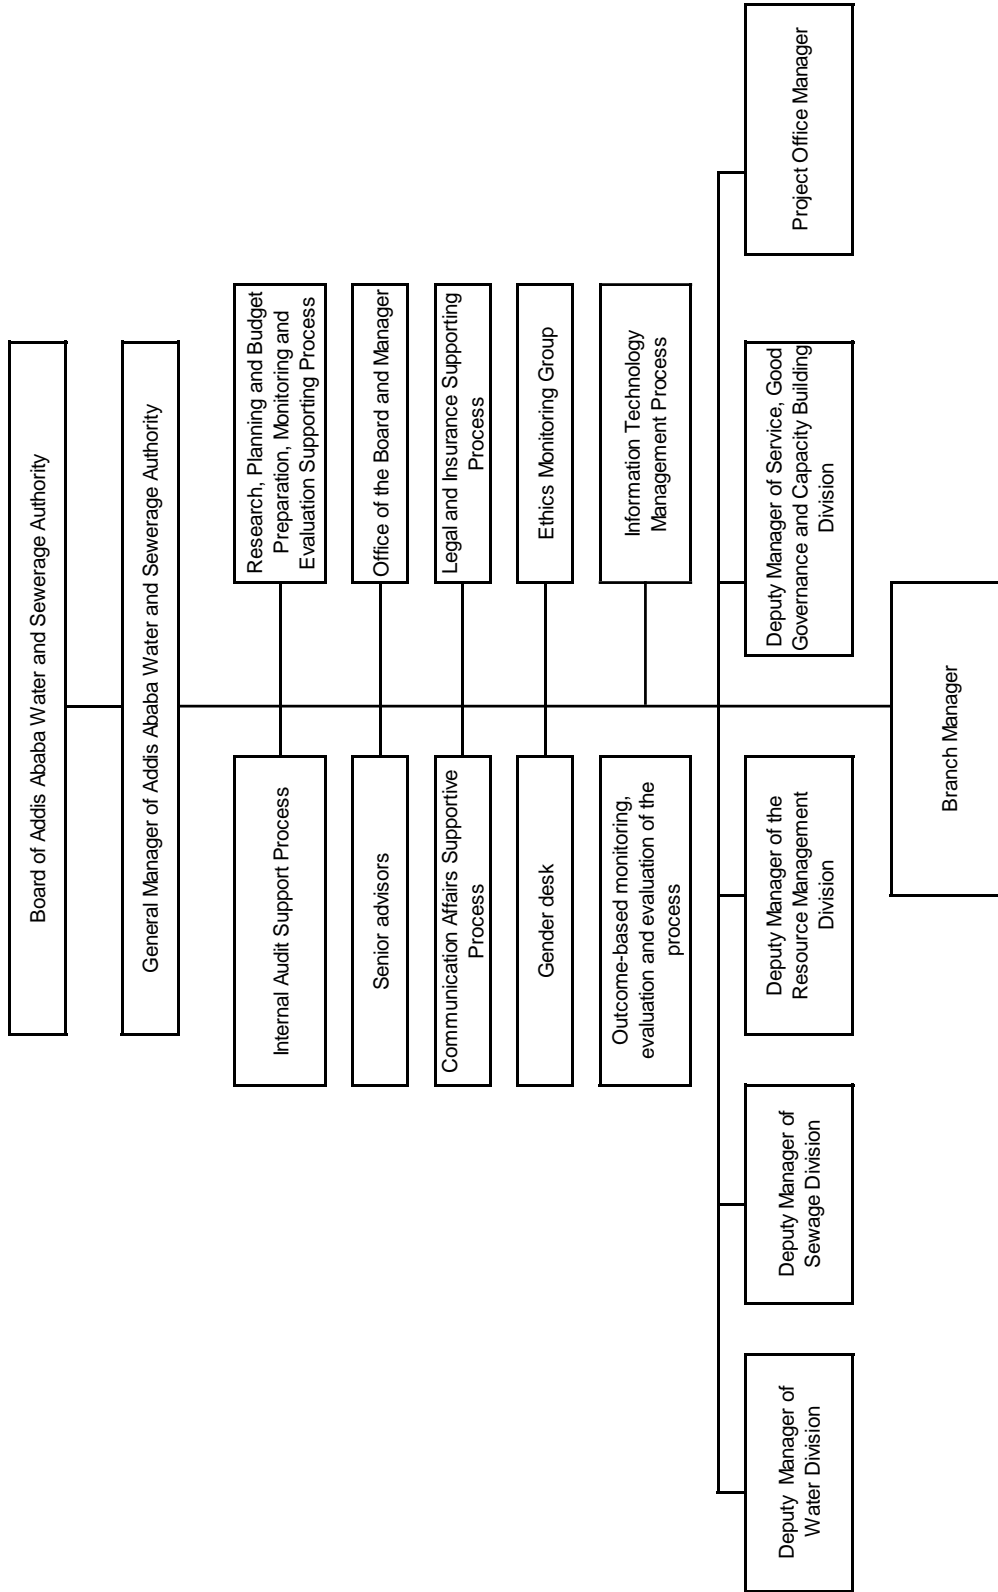 Board of Addis Ababa Water and Sewerage Authority
General Manager of Addis Ababa Water and Sewerage Authority
Internal Audit Support Process
Research, Planning and Budget
Preparation, Monitoring and
Evaluation Supporting Process
Senior advisors
Office of the Board and Manager
Communication Affairs Supportive
Process
Legal and Insurance Supporting
Process
Gender desk
Ethics Monitoring Group
Outcome-based monitoring,
evaluation and evaluation of the
process
Information Technology
Management Process
Deputy Manager of
Water Division
Deputy Manager of
Sewage Division
Deputy Manager of the
Resource Management
Division
Deputy Manager of Service, Good
Governance and Capacity Building
Division
Project Office Manager
Branch Manager